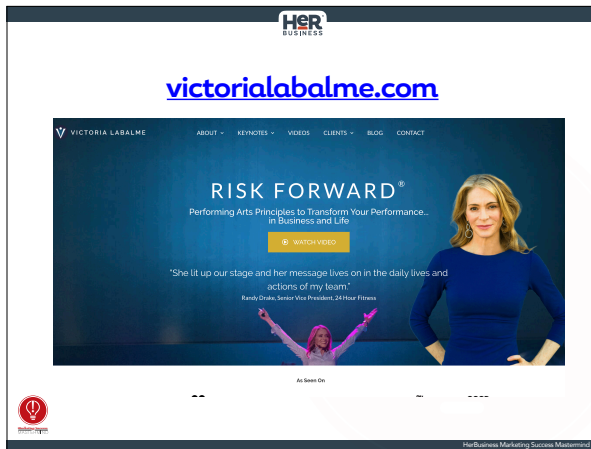 HER
BUSINESS
victorialabalme.com
VICTORIA LABALME
ABOUT KEYNOTES VIDEOS CLIENTS BLOG CONTACT
RISK FORWARD®
Performing Arts Principles to Transform Your Performance...
in Business and Life
WATCH VIDEO
"She lit up our stage and her message lives on in the daily lives and
actions of my team."
Randy Drake, Senior Vice President, 24 Hour Fitness
As Seen On
Marketing Success
HerBusiness Marketing Success Mastermind